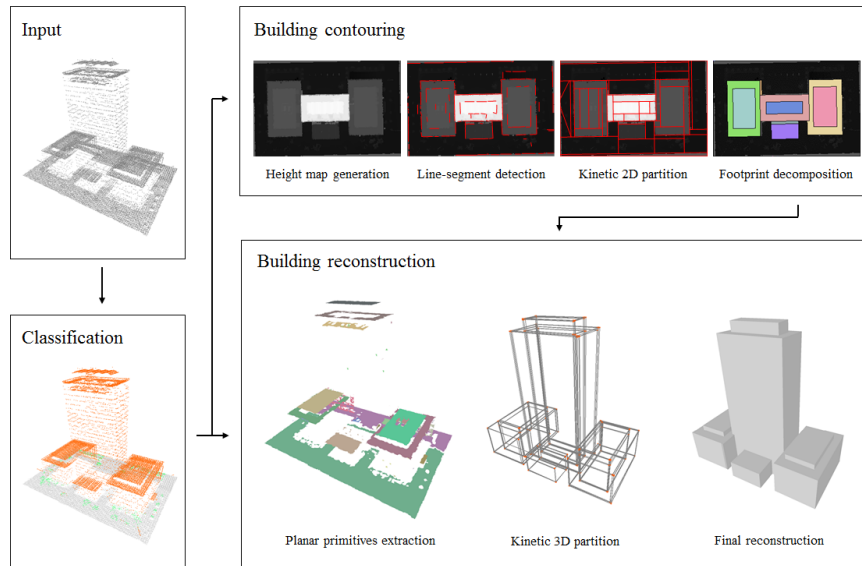 Input
Building contouring
Height map generation
Line-segment detection
Kinetic 2D partition
Footprint decomposition
Classification
Building reconstruction
Planar primitives extraction
Kinetic 3D partition
Final reconstruction